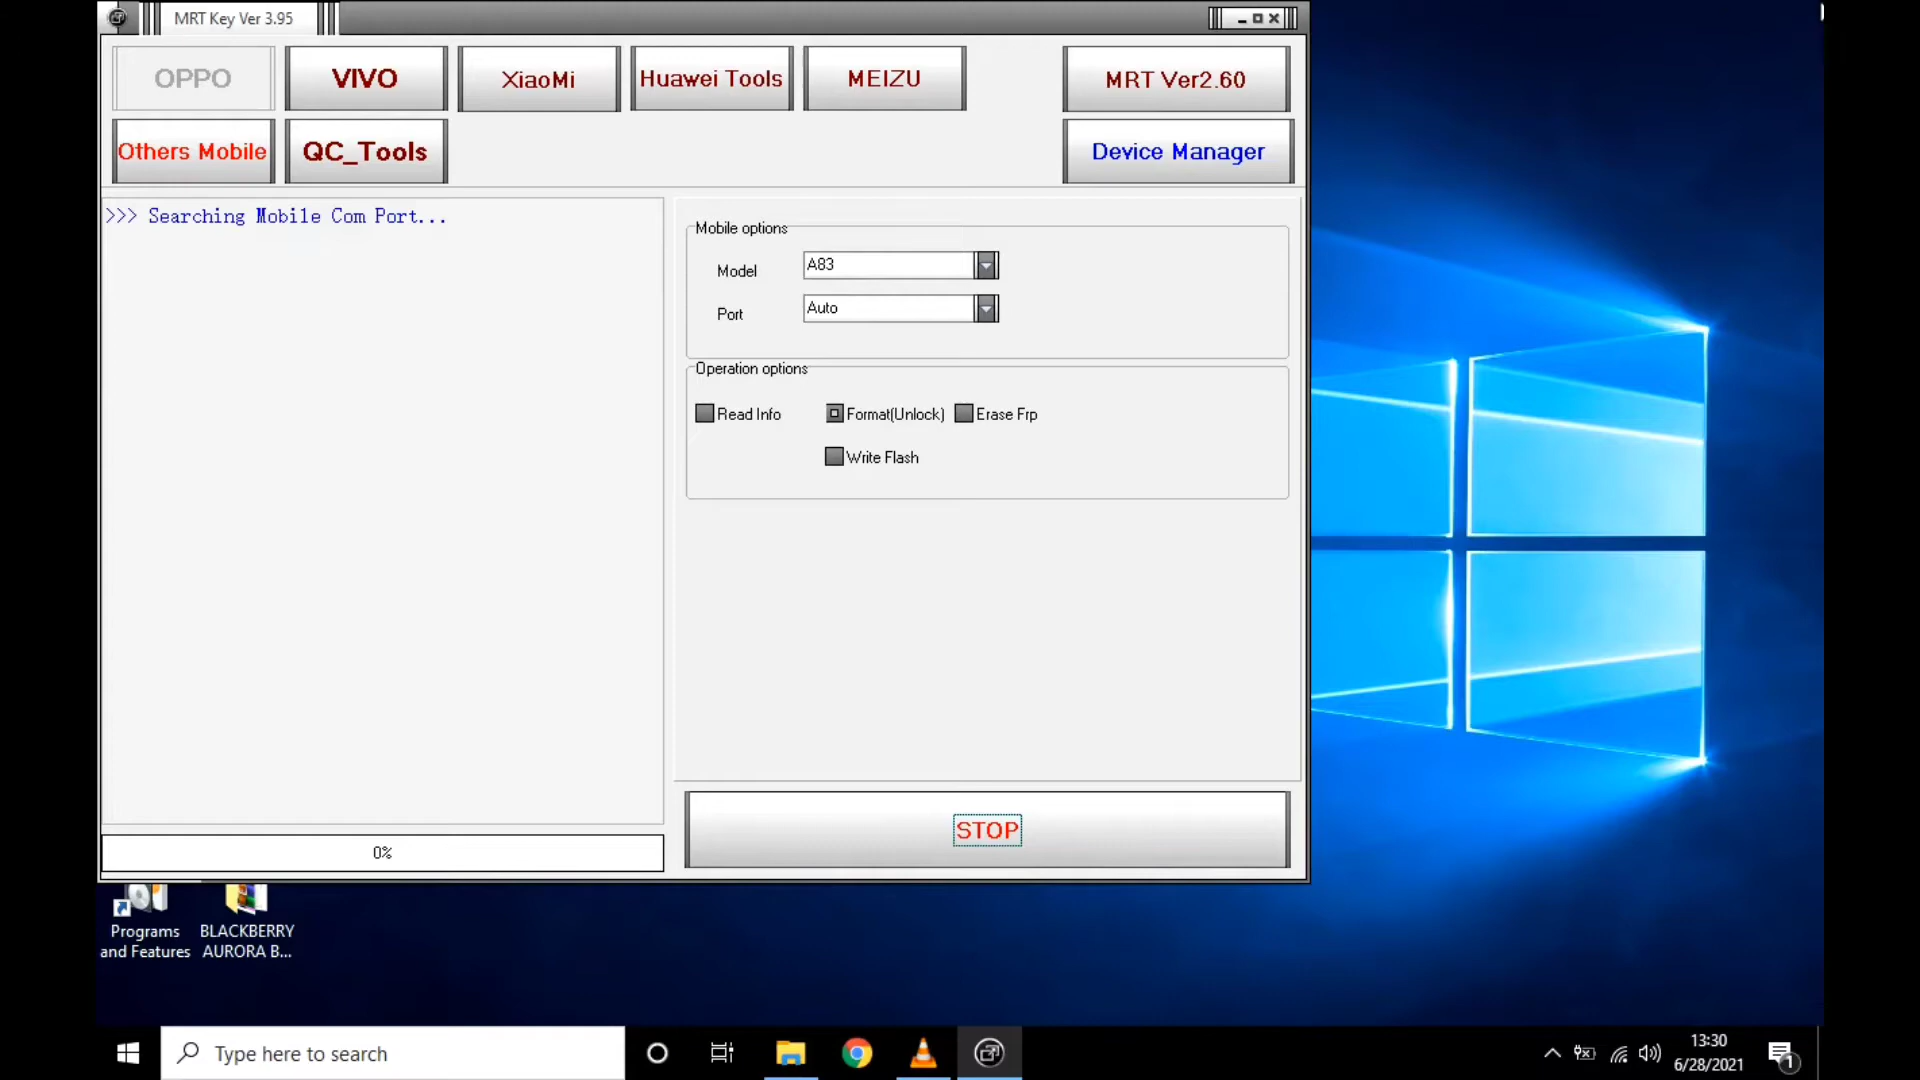 MRT Key Ver 3.95
OPPO
VIVO
XiaoMi
Huawei Tools
MEIZU
MRT Ver2.60
Others Mobile
QC_Tools
Device Manager
>>> Searching Mobile Com Port...
Mobile options
Model
A83
Port
Auto
Operation options
Read Info
Format(Unlock)
Erase Frp
Write Flash
STOP
0%
Programs
and Features
BLACKBERRY
AURORA B...
Type here to search
13:30
6/28/2021
1